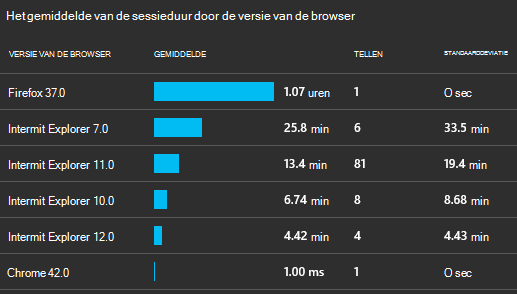 Het gemiddelde van de sessieduur door de versie van de browser
VERSIE VAN DE BROWSER GEMIDDELDE TELLEN STANDAARDDEVIATIE
Firefox 37.0 1.07 uren 1 O sec
Intermit Explorer 7.0 25.8 min 6 33.5 min
Intermit Explorer 11.0 13.4 min 81 19.4 min
Intermit Explorer 10.0 6.74 min 8 8.68 min
Intermit Explorer 12.0 4.42 min 4 4.43 min
Chrome 42.0 1.00 ms 1 O sec